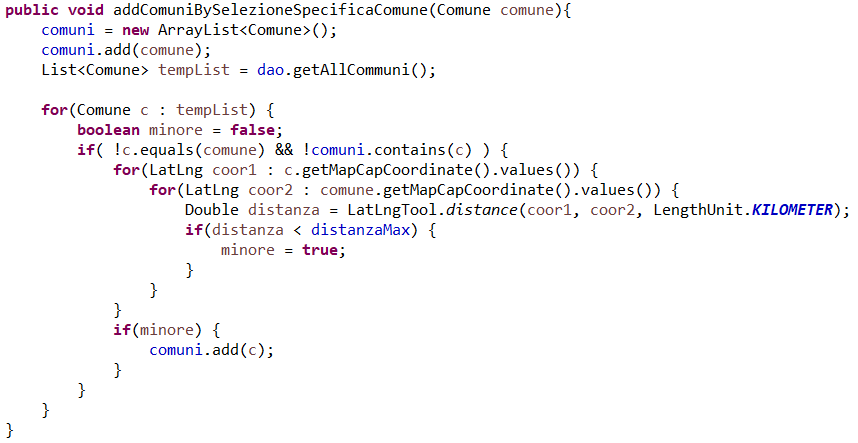 public void addComuniBySelezioneSpecificaComune(Comune comune){
    comuni = new ArrayList<Comune>();
    comuni.add(comune);
    List<Comune> tempList = dao.getAllCommuni();

    for(Comune c : tempList) {
        boolean minore = false;
        if( !c.equals(comune) && !comuni.contains(c) ) {
            for(LatLng coor1 : c.getMapCapCoordinate().values()) {
                for(LatLng coor2 : comune.getMapCapCoordinate().values()) {
                    Double distanza = LatLngTool.distance(coor1, coor2, LengthUnit.KILOMETER);
                    if(distanza < distanzaMax) {
                        minore = true;
                    }
                }
            }
            if(minore) {
                comuni.add(c);
            }
        }
    }
}